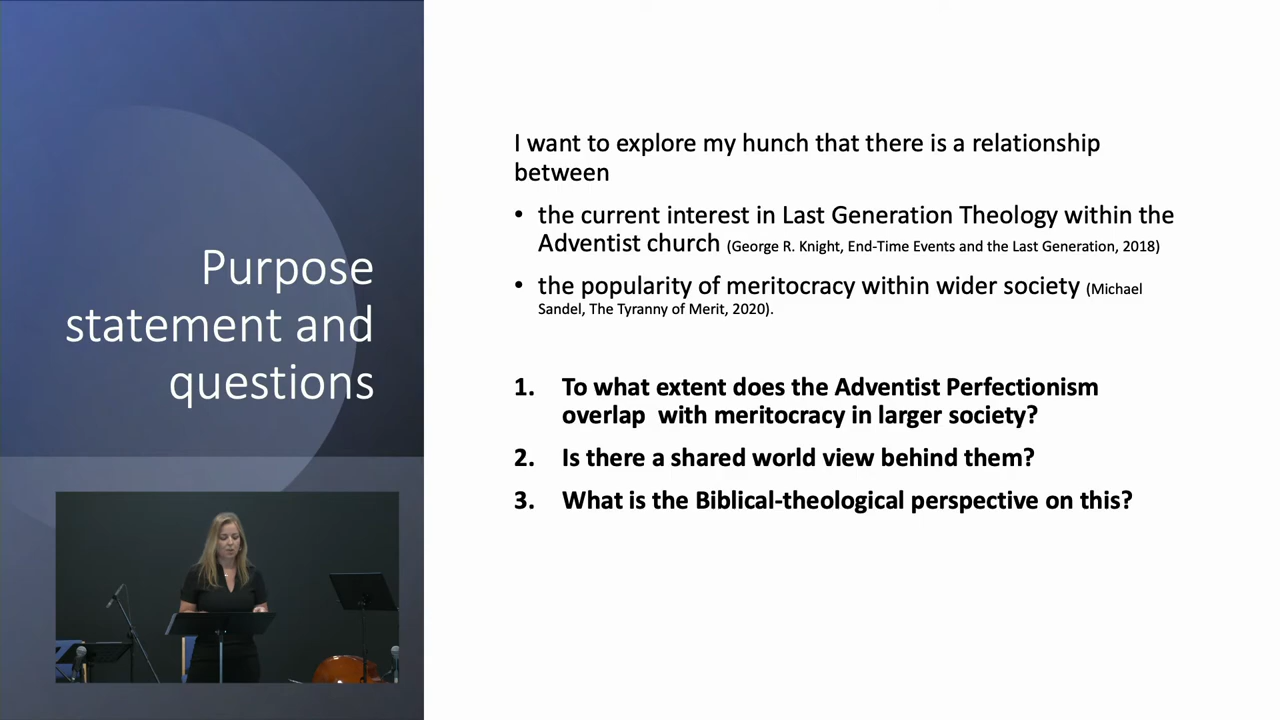 Purpose
statement and
questions
I want to explore my hunch that there is a relationship
between
• the current interest in Last Generation Theology within the
Adventist church (George R. Knight, End-Time Events and the Last Generation, 2018)
• the popularity of meritocracy within wider society (Michael
Sandel, The Tyranny of Merit, 2020).
1. To what extent does the Adventist Perfectionism
overlap  with meritocracy in larger society?
2. Is there a shared world view behind them?
3. What is the Biblical-theological perspective on this?